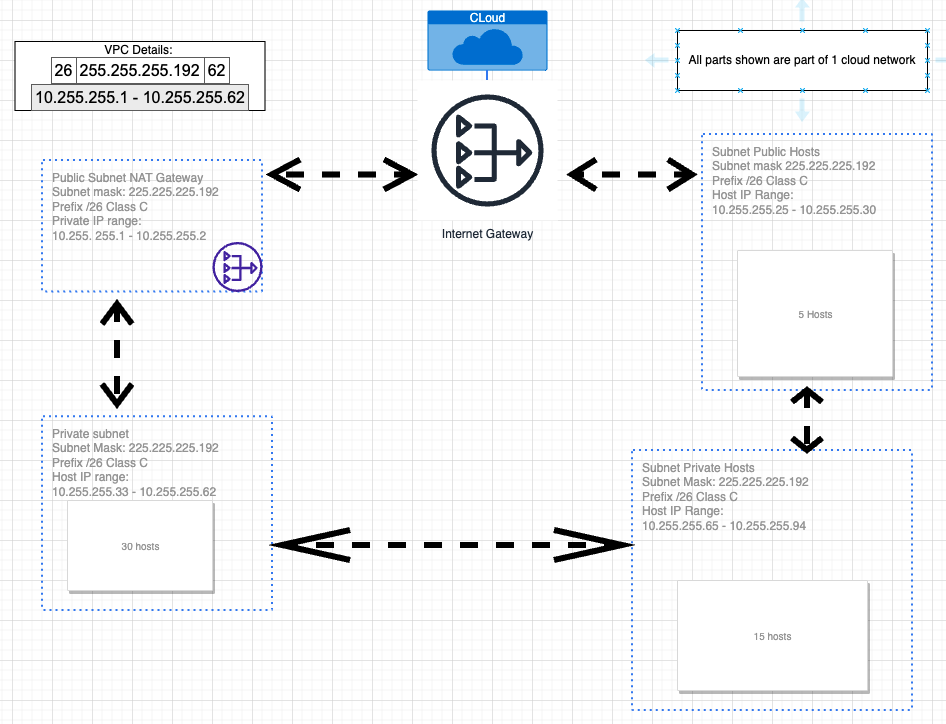 CLoud
VPC Details:
26 255.255.255.192 62
10.255.255.1 - 10.255.255.62
All parts shown are part of 1 cloud network
Internet Gateway
Public Subnet NAT Gateway
Subnet mask: 225.225.225.192
Prefix /26 Class C
Private IP range:
10.255. 255.1 - 10.255.255.2
Subnet Public Hosts
Subnet mask 225.225.225.192
Prefix /26 Class C
Host IP Range:
10.255.255.25 - 10.255.255.30
5 Hosts
Private subnet
Subnet Mask: 225.225.225.192
Prefix /26 Class C
Host IP range:
10.255.255.33 - 10.255.255.62
30 hosts
Subnet Private Hosts
Subnet Mask: 225.225.225.192
Prefix /26 Class C
Host IP Range:
10.255.255.65 - 10.255.255.94
15 hosts